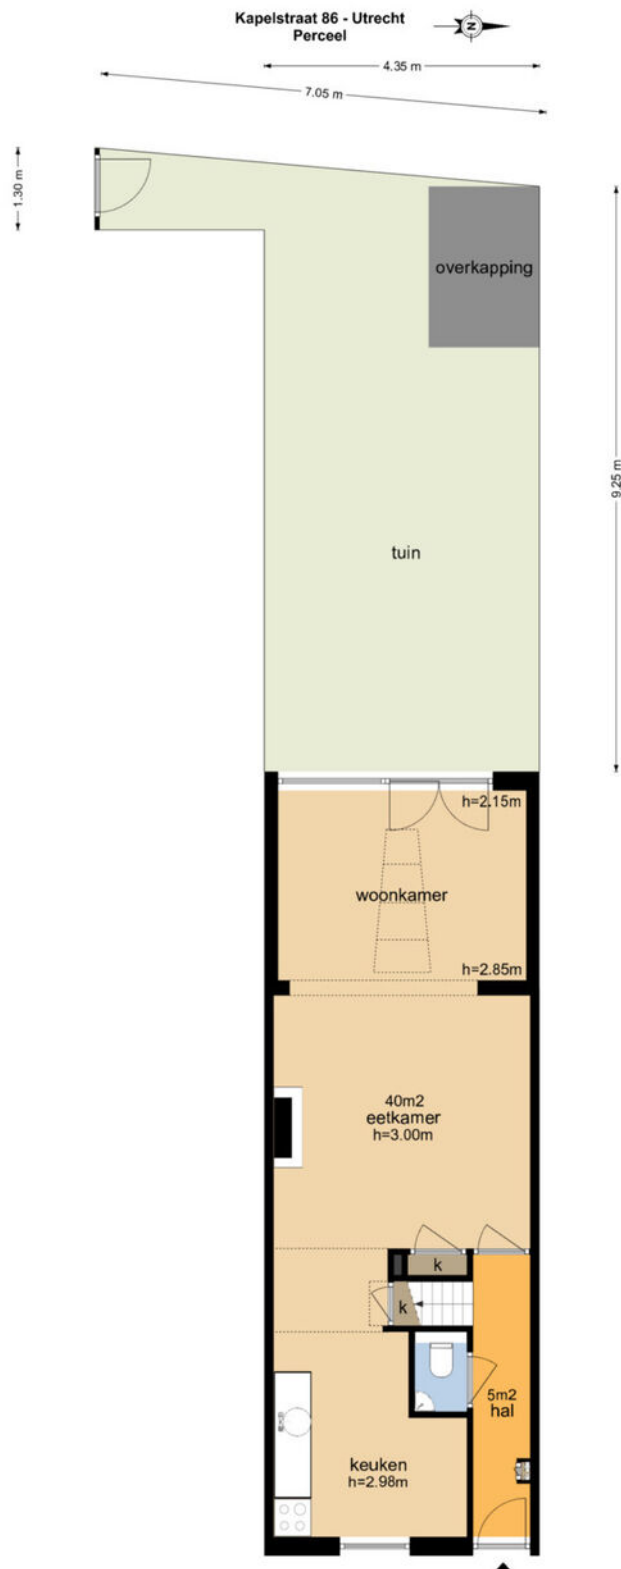 Kapelstraat 86 - Utrecht
Perceel
N
4.35 m
7.05 m
1.30 m
overkapping
9.25 m
tuin
h=2.15m
woonkamer
h=2.85m
40m2
eetkamer
h=3.00m
k
k
5m2
hal
keuken
h=2.98m